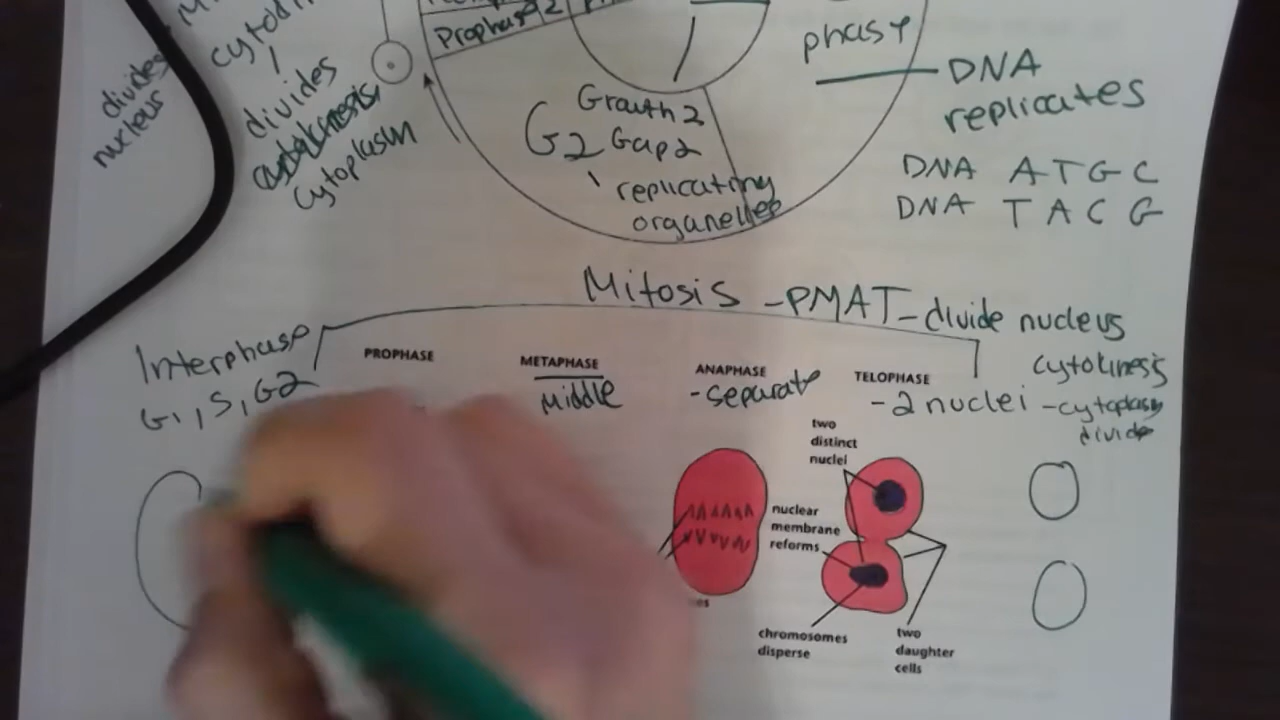 Prophase 2
phase
DNA
replicates
divides
nucleus
divides
cytoplasm
Growth 2
G2 Gap 2
replicating
organelles
DNA A T G C
DNA T A C G
Mitosis - PMAT - divide nucleus
Interphase
G1, S, G2
PROPHASE
METAPHASE
Middle
ANAPHASE
- separate
TELOPHASE
- 2 nuclei
cytokinesis
- cytoplasm
divide
two
distinct
nuclei
nuclear
membrane
reforms
chromosomes
disperse
two
daughter
cells